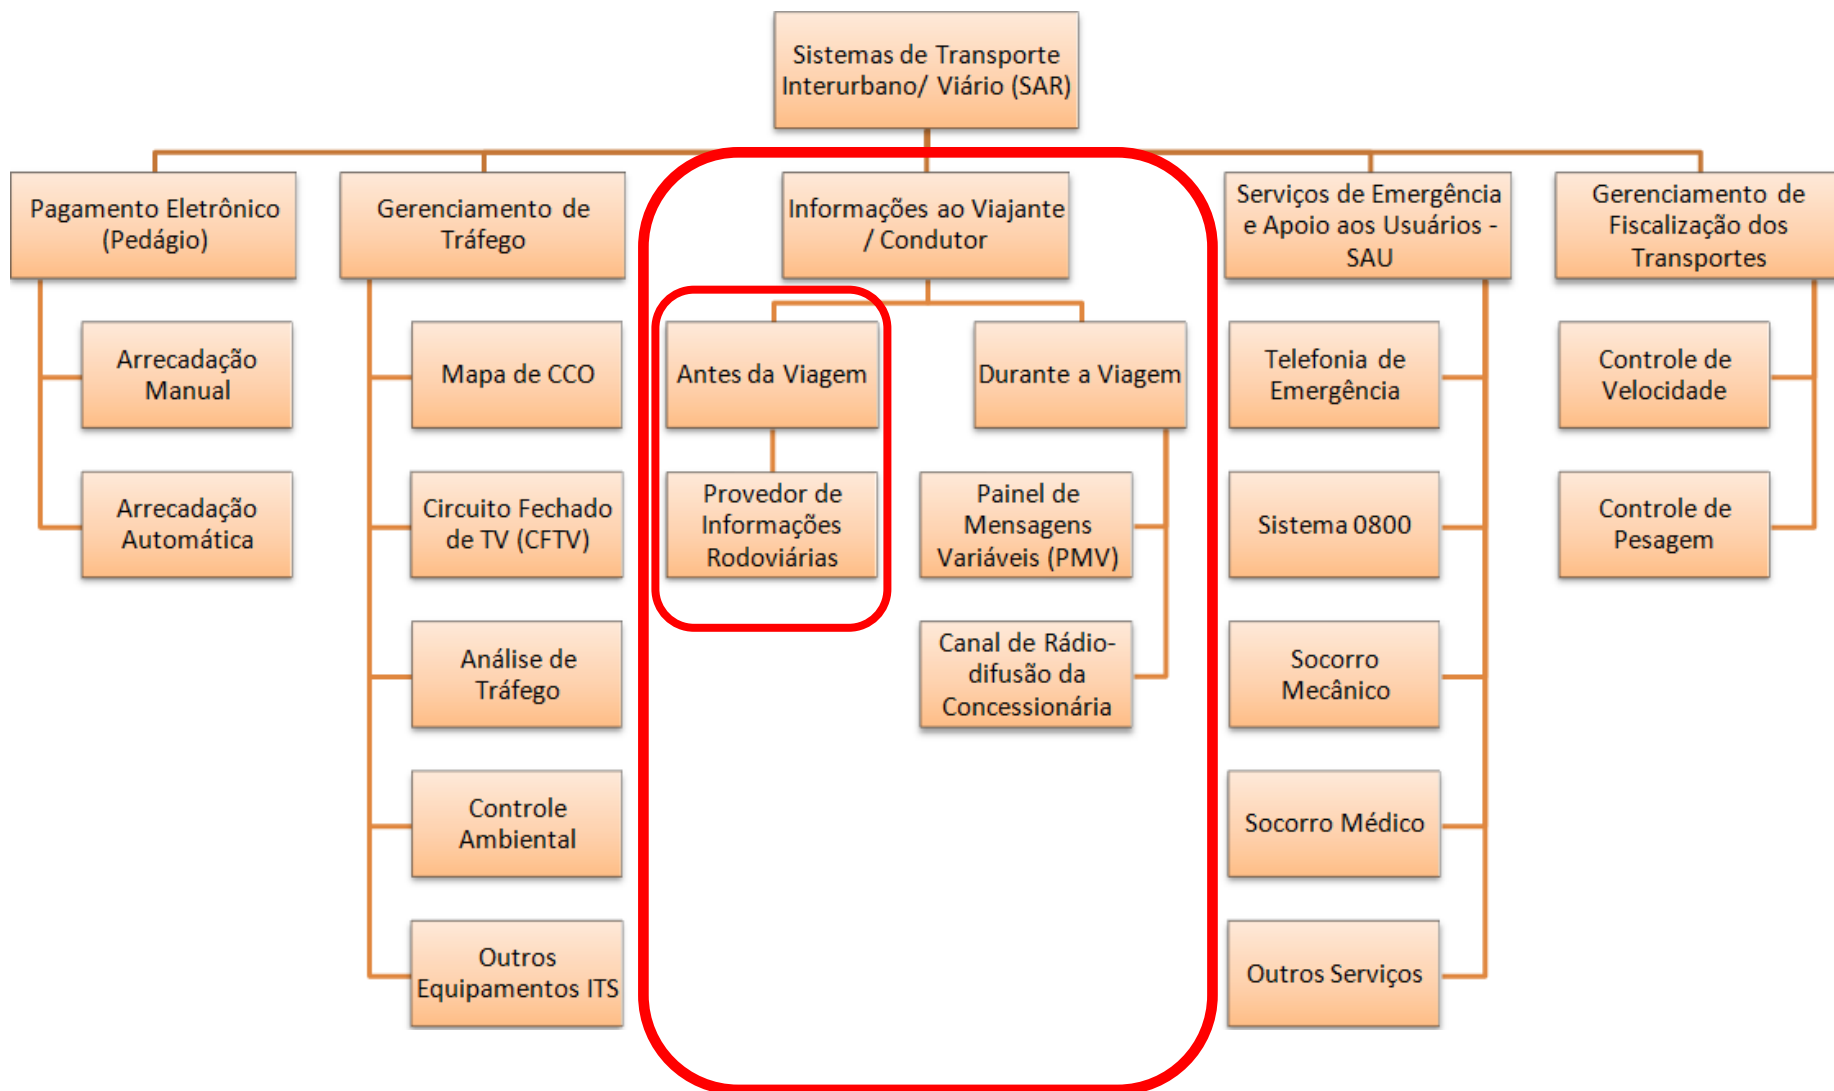 Sistemas de Transporte
Interurbano/ Viário (SAR)
Pagamento Eletrônico
(Pedágio)
Arrecadação
Manual
Arrecadação
Automática
Gerenciamento de
Tráfego
Mapa de CCO
Circuito Fechado
de TV (CFTV)
Análise de
Tráfego
Controle
Ambiental
Outros
Equipamentos ITS
Informações ao Viajante
/ Condutor
Antes da Viagem
Provedor de
Informações
Rodoviárias
Durante a Viagem
Painel de
Mensagens
Variáveis (PMV)
Canal de Rádio-
difusão da
Concessionária
Serviços de Emergência
e Apoio aos Usuários -
SAU
Telefonia de
Emergência
Sistema 0800
Socorro
Mecânico
Socorro Médico
Outros Serviços
Gerenciamento de
Fiscalização dos
Transportes
Controle de
Velocidade
Controle de
Pesagem